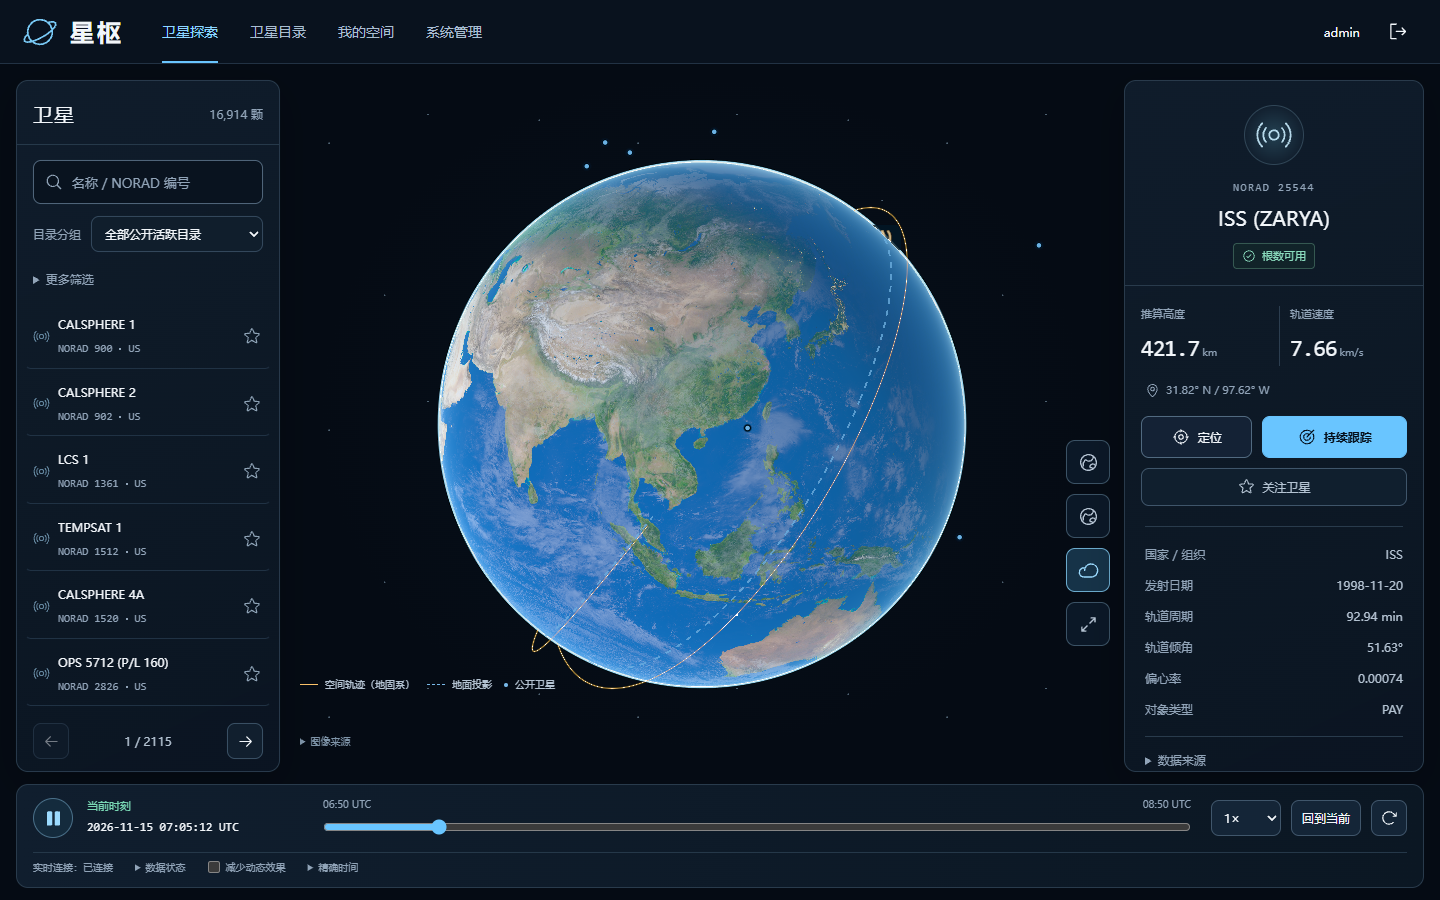 星枢
卫星探索
卫星目录
我的空间
系统管理
admin
卫星
16,914 颗
名称 / NORAD 编号
目录分组
全部公开活跃目录
更多筛选
CALSPHERE 1
NORAD 900 • US
CALSPHERE 2
NORAD 902 • US
LCS 1
NORAD 1361 • US
TEMPSAT 1
NORAD 1512 • US
CALSPHERE 4A
NORAD 1520 • US
OPS 5712 (P/L 160)
NORAD 2826 • US
1 / 2115
空间轨迹（地固系）
地面投影
公开卫星
图像来源
NORAD 25544
ISS (ZARYA)
根数可用
推算高度
轨道速度
421.7 km
7.66 km/s
31.82° N / 97.62° W
定位
持续跟踪
关注卫星
国家 / 组织 ISS
发射日期 1998-11-20
轨道周期 92.94 min
轨道倾角 51.63°
偏心率 0.00074
对象类型 PAY
数据来源
当前时刻
2026-11-15 07:05:12 UTC
06:50 UTC
08:50 UTC
1×
回到当前
实时连接：已连接
数据状态
减少动态效果
精确时间